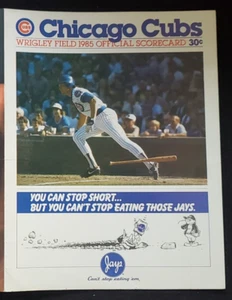 Chicago Cubs
WRIGLEY FIELD 1985 OFFICIAL SCORECARD 30¢
YOU CAN STOP SHORT...
BUT YOU CAN'T STOP EATING THOSE JAYS.
Jays
Can't stop eating 'em.